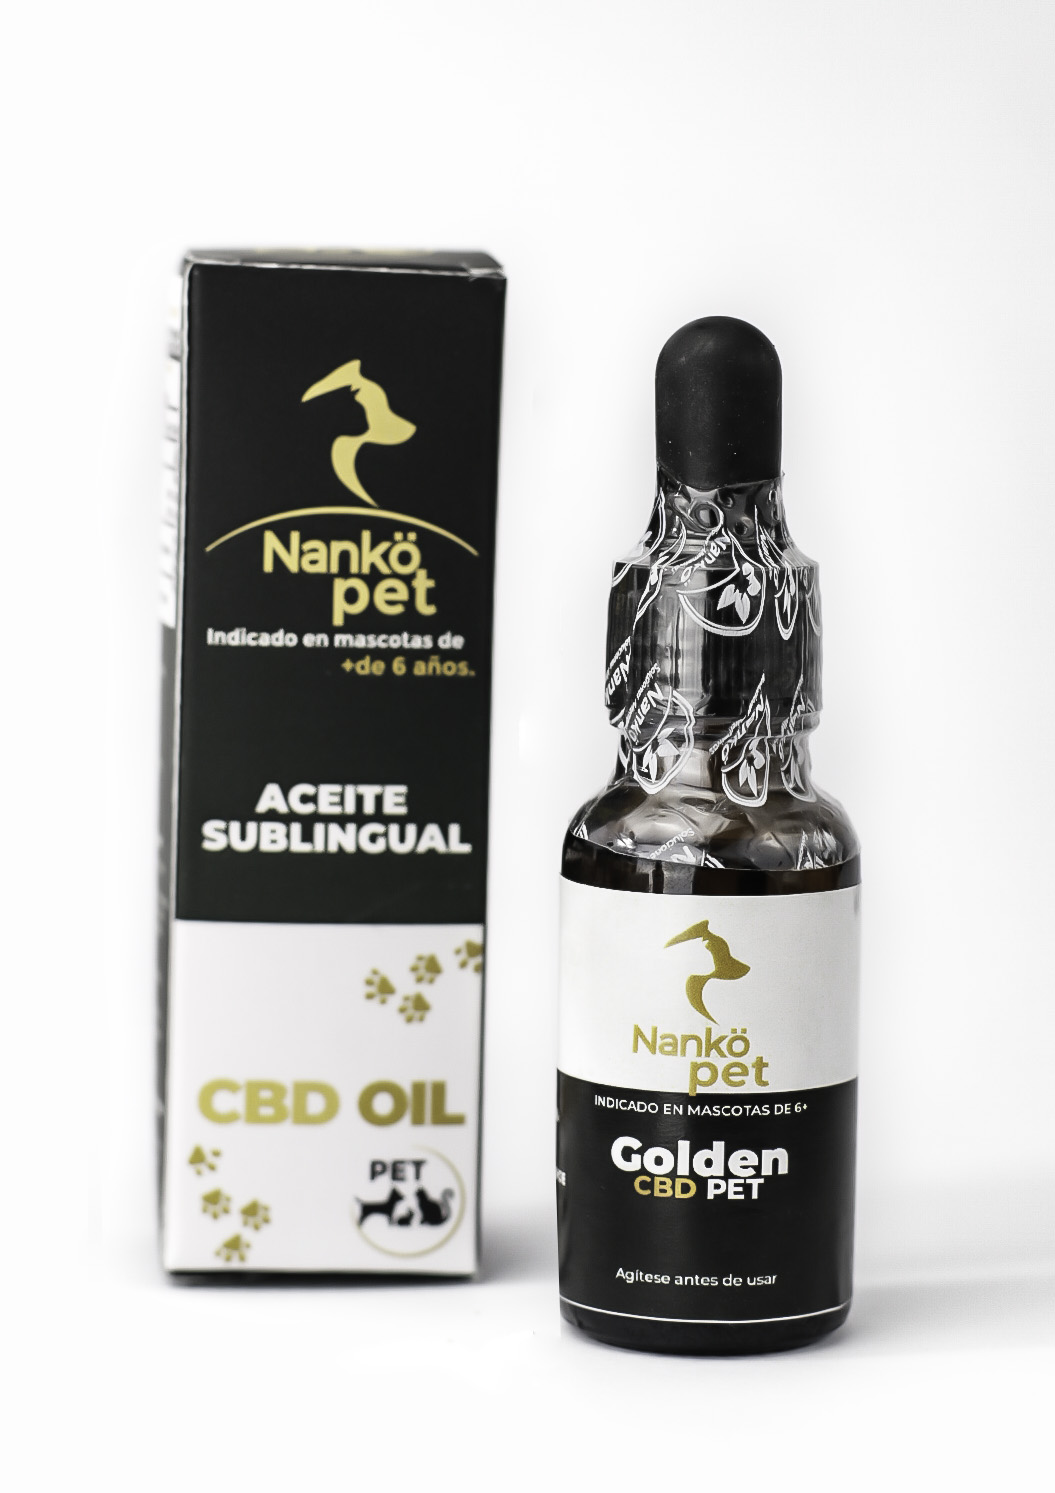 Nankö
pet
Indicado en mascotas de
+de 6 años.
ACEITE
SUBLINGUAL
CBD OIL
PET
Nankö
pet
INDICADO EN MASCOTAS DE 6+
Golden
CBD PET
Agítese antes de usar